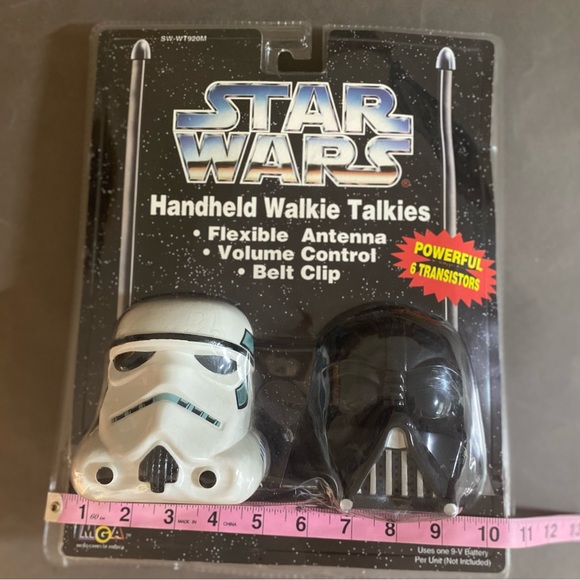 SW-WT920M
STAR
WARS®
Handheld Walkie Talkies
• Flexible Antenna
• Volume Control
• Belt Clip
POWERFUL
6 TRANSISTORS
1 60 2 3 MADE IN 4 CHINA 5 6 7 8 9 10 11 12 13
MGA
Uses one 9-V Battery
Per Unit (Not Included)